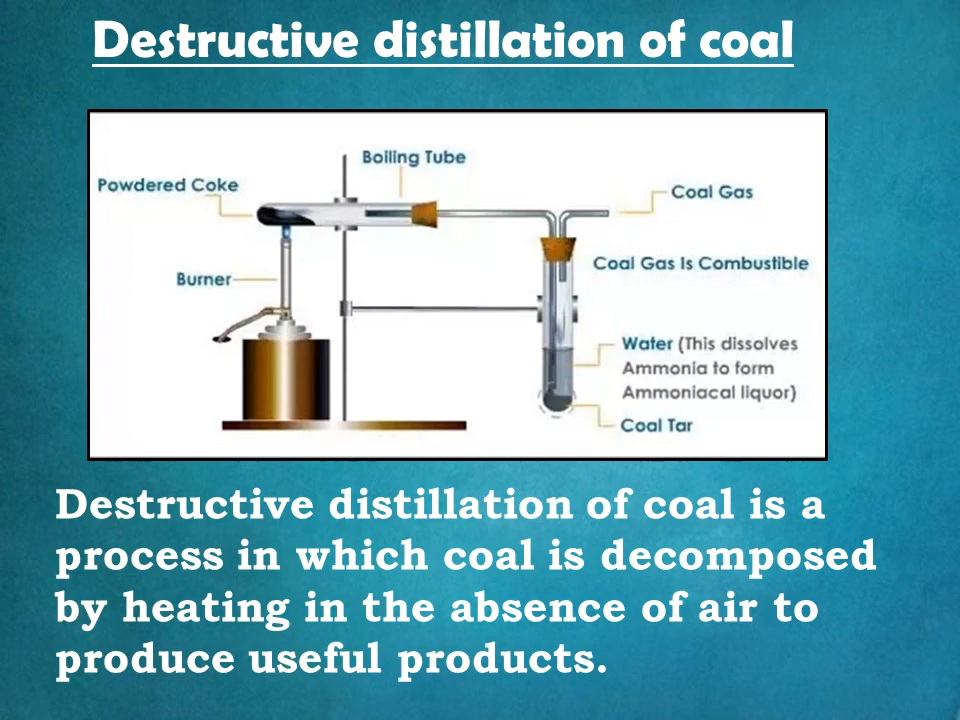 Destructive distillation of coal
Boiling Tube
Powdered Coke
Coal Gas
Coal Gas Is Combustible
Burner
Water (This dissolves
Ammonia to form
Ammoniacal liquor)
Coal Tar
Destructive distillation of coal is a
process in which coal is decomposed
by heating in the absence of air to
produce useful products.